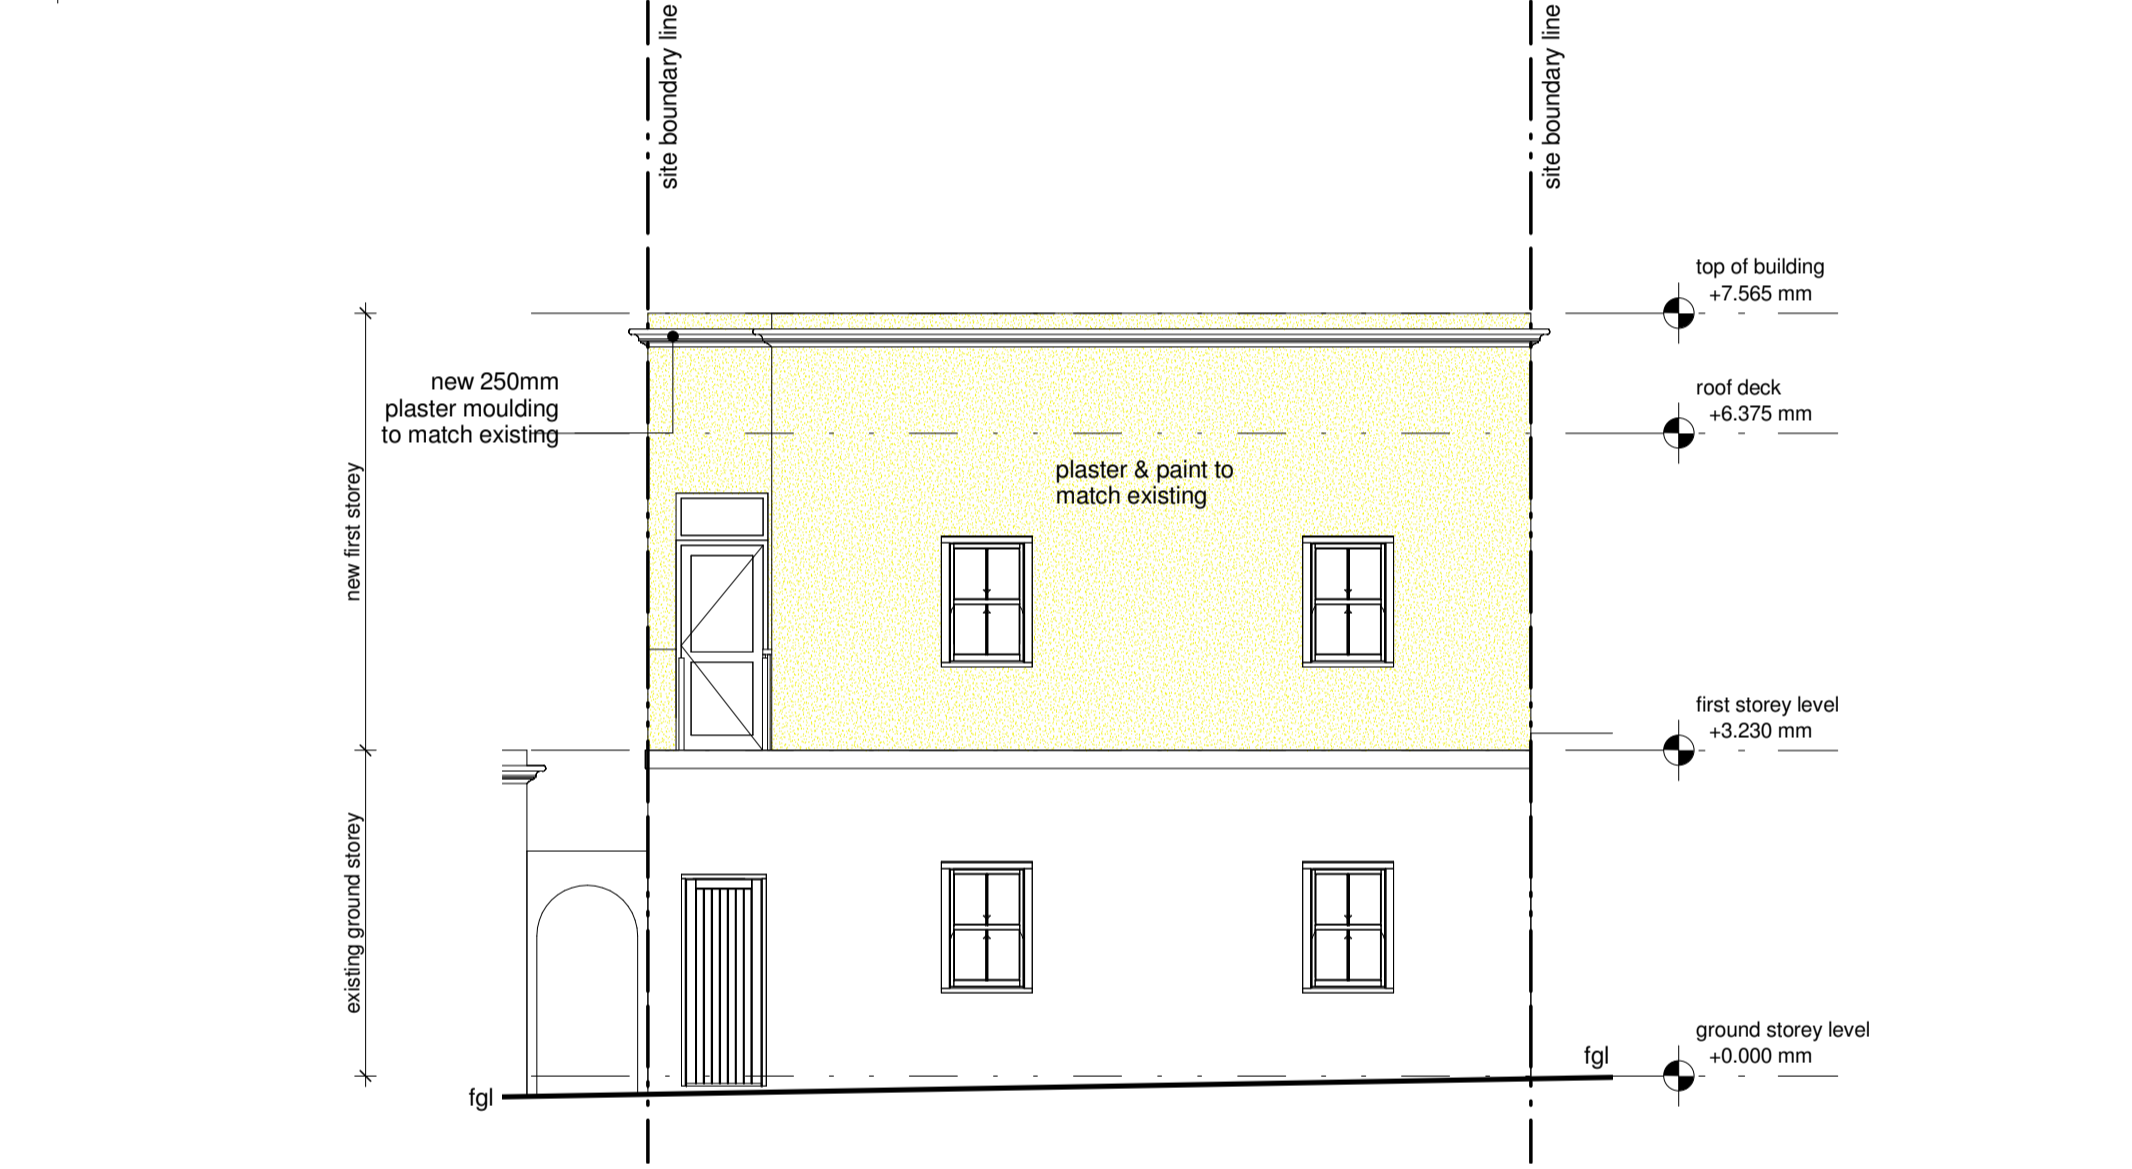 site boundary line
site boundary line
top of building
+7.565 mm
roof deck
+6.375 mm
new 250mm
plaster moulding
to match existing
plaster & paint to
match existing
new first storey
first storey level
+3.230 mm
existing ground storey
ground storey level
+0.000 mm
fgl
fgl